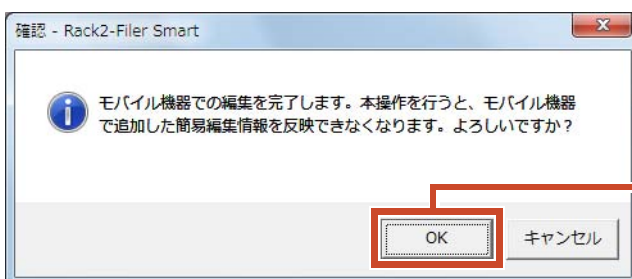 確認 - Rack2-Filer Smart
モバイル機器での編集を完了します。本操作を行うと、モバイル機器
で追加した簡易編集情報を反映できなくなります。よろしいですか？
OK
キャンセル